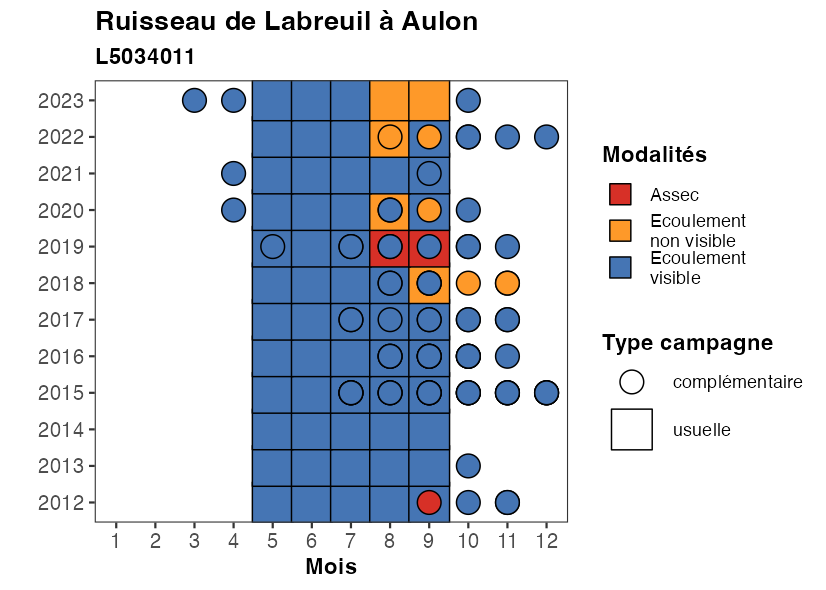 Ruisseau de Labreuil à Aulon
L5034011
2023
2022
2021
2020
2019
2018
2017
2016
2015
2014
2013
2012
1 2 3 4 5 6 7 8 9 10 11 12
Mois
Modalités
Assec
Ecoulement
non visible
Ecoulement
visible
Type campagne
complémentaire
usuelle